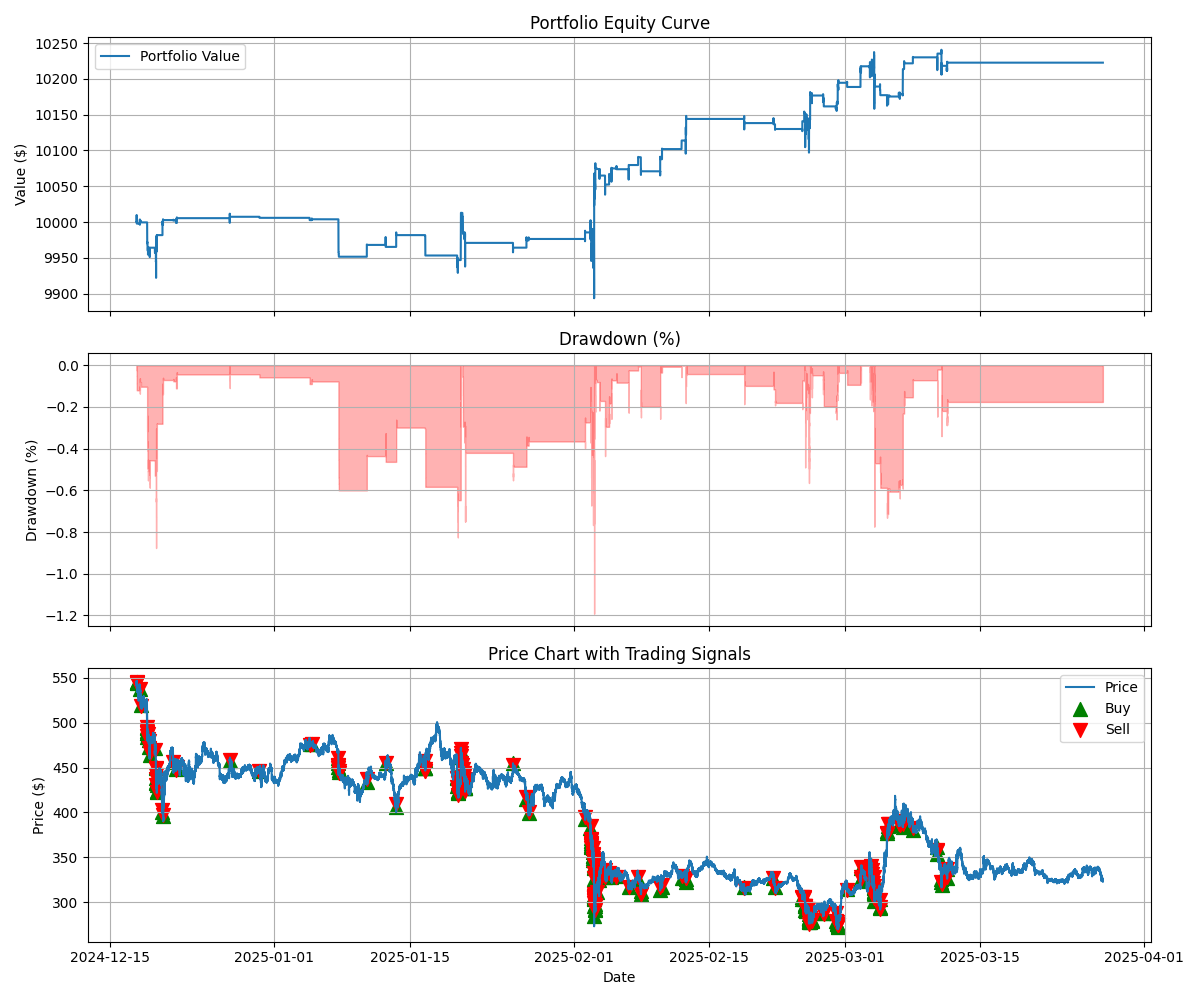 Portfolio Equity Curve
Portfolio Value
Value ($)
10250
10200
10150
10100
10050
10000
9950
9900
Drawdown (%)
Drawdown (%)
0.0
−0.2
−0.4
−0.6
−0.8
−1.0
−1.2
Price Chart with Trading Signals
Price
Buy
Sell
Price ($)
550
500
450
400
350
300
2024-12-15 2025-01-01 2025-01-15 2025-02-01 2025-02-15 2025-03-01 2025-03-15 2025-04-01
Date